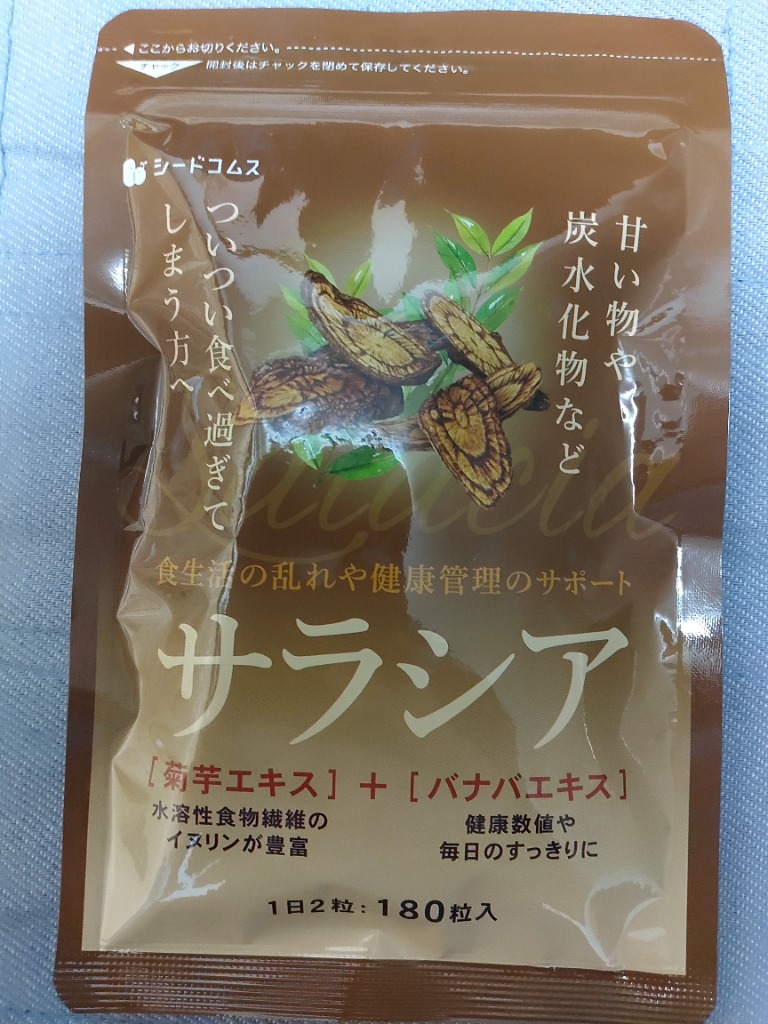 ここからお切りください。
チャック 開封後はチャックを閉めて保存してください。
シードコムス
甘い物や
炭水化物など
ついつい食べ過ぎて
しまう方へ
Salacia
食生活の乱れや健康管理のサポート
サラシア
[菊芋エキス]+[バナバエキス]
水溶性食物繊維の
イヌリンが豊富
健康数値や
毎日のすっきりに
1日2粒:180粒入